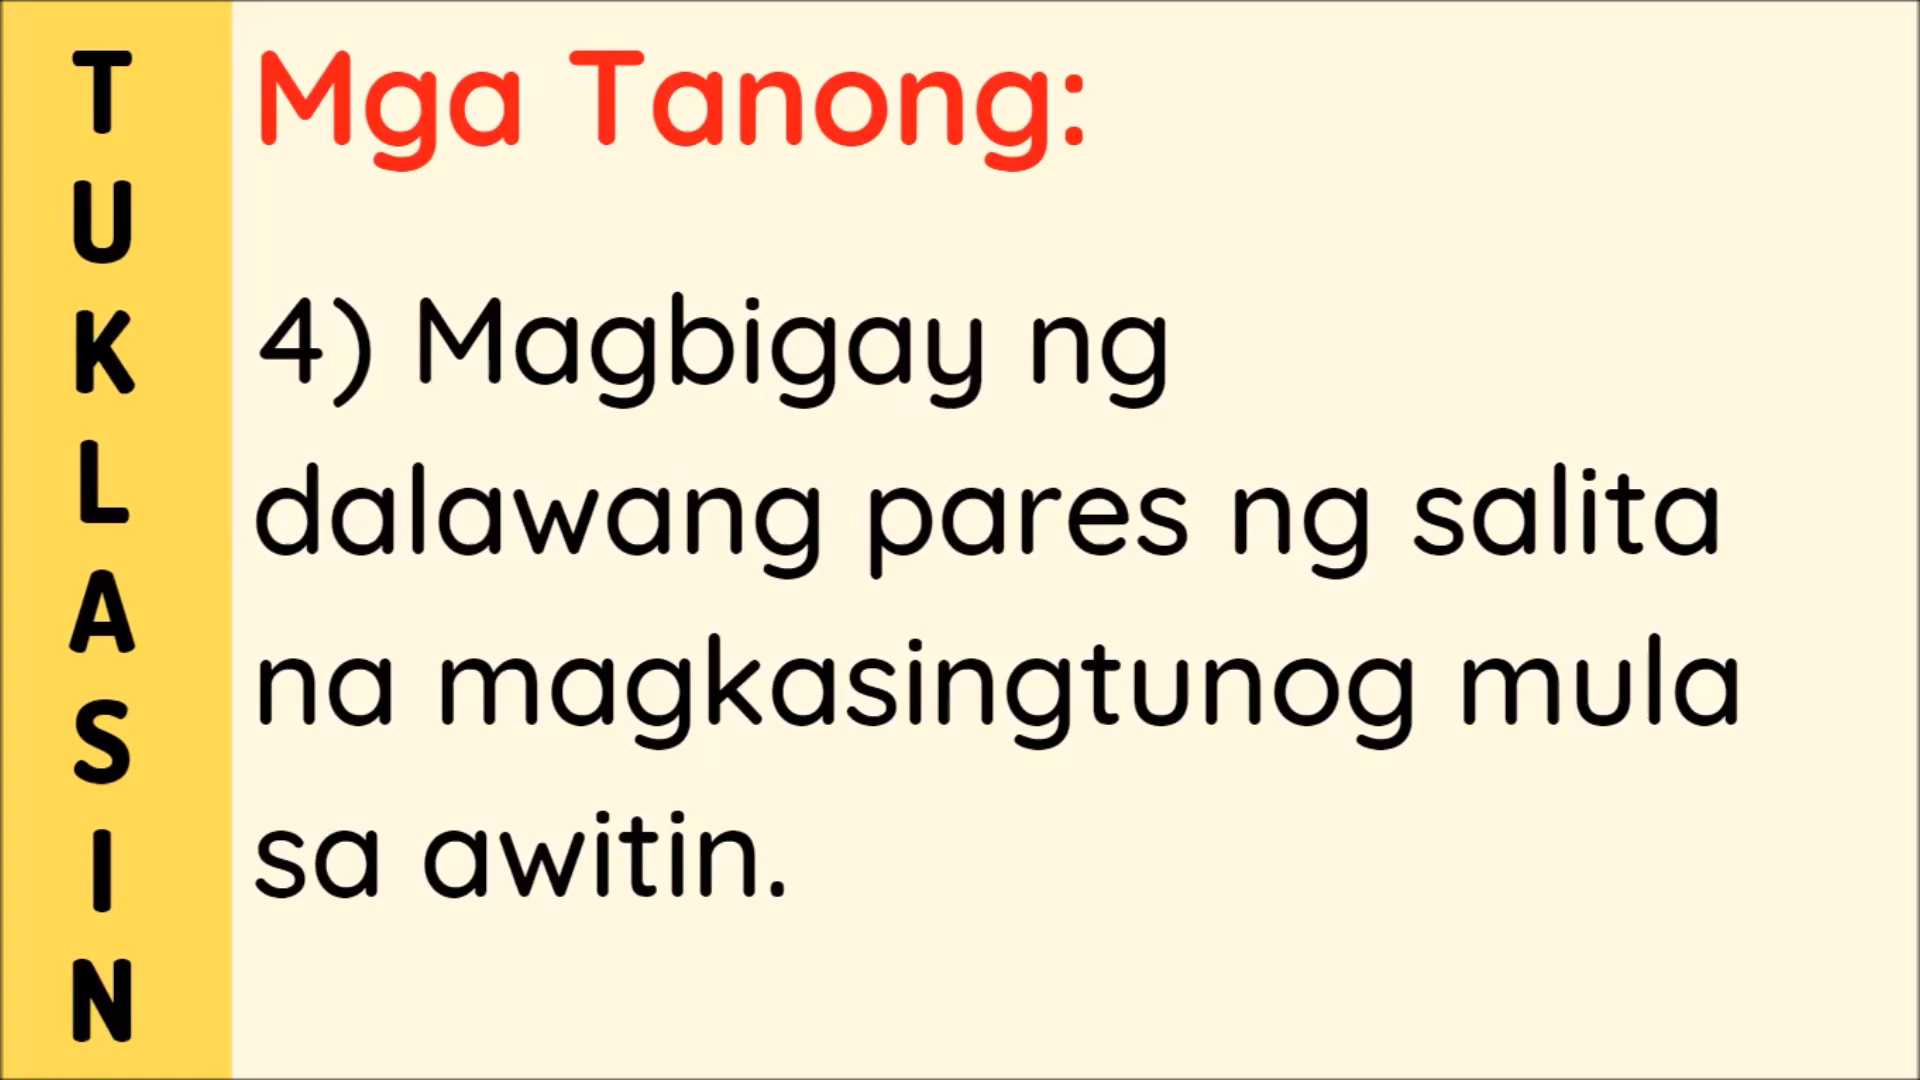 TUKLASIN
Mga Tanong:
4) Magbigay ng
dalawang pares ng salita
na magkasingtunog mula
sa awitin.